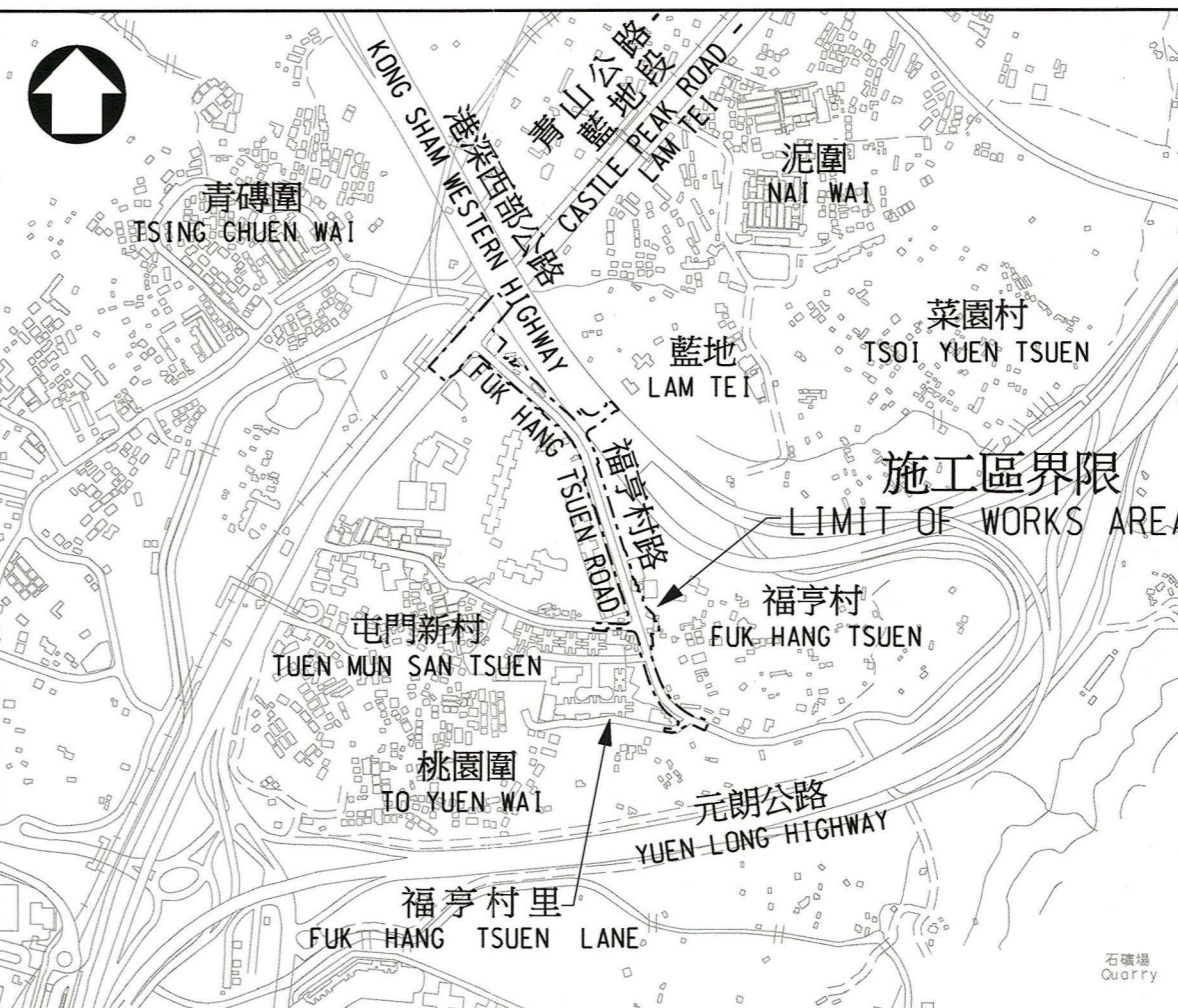 KONG SHAM WESTERN HIGHWAY
港深西部公路
青山公路
藍地段
CASTLE PEAK ROAD -
LAM TEI
泥圍
NAI WAI
青磚圍
TSING CHUEN WAI
菜園村
TSOI YUEN TSUEN
藍地
LAM TEI
FUK HANG TSUEN ROAD
福亨村路
施工區界限
LIMIT OF WORKS AREA
福亨村
FUK HANG TSUEN
屯門新村
TUEN MUN SAN TSUEN
桃園圍
TO YUEN WAI
元朗公路
YUEN LONG HIGHWAY
福亨村里
FUK HANG TSUEN LANE
石礦場
Quarry